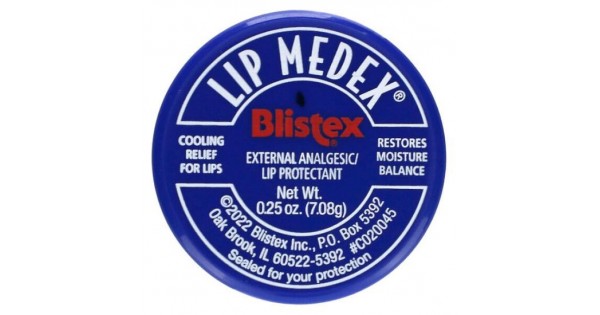 LIP MEDEX®
Blistex®
COOLING
RELIEF
FOR LIPS
EXTERNAL ANALGESIC/
LIP PROTECTANT
Net Wt.
0.25 oz. (7.08g)
RESTORES
MOISTURE
BALANCE
©2022 Blistex Inc., P.O. Box 5392
Oak Brook, IL 60522-5392 #C020045
Sealed for your protection